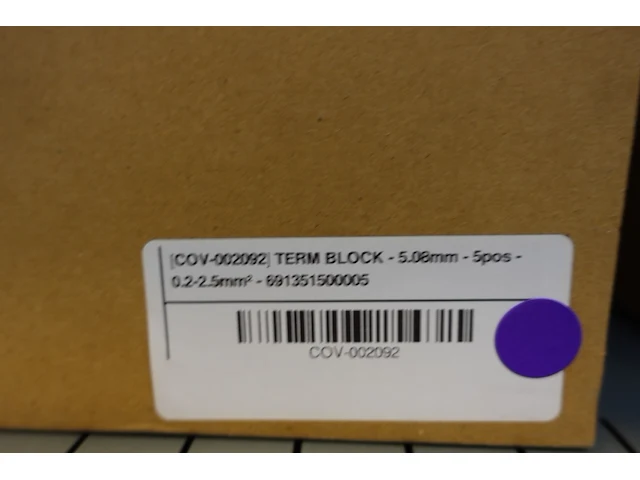 [COV-002092] TERM BLOCK - 5.08mm - 5pos -
0.2-2.5mm² - 691351500005
COV-002092